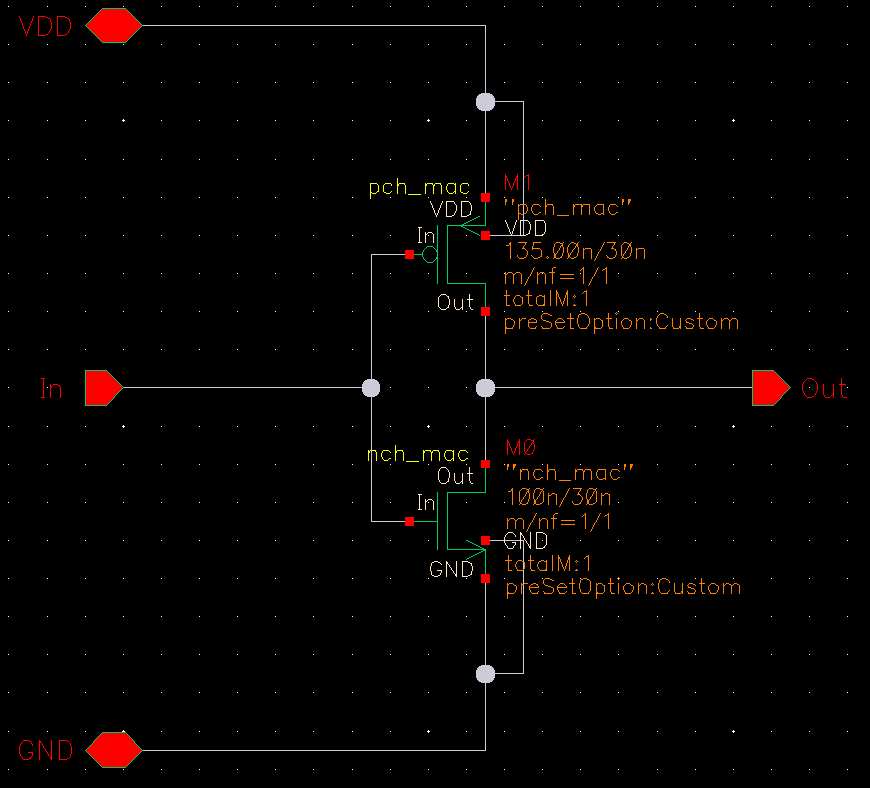 VDD
pch_mac
M1
VDD
"pch_mac"
In
VDD
135.00n/30n
m/nf=1/1
Out
totalM:1
preSetOption:Custom
In
Out
nch_mac
M0
Out
"nch_mac"
In
100n/30n
m/nf=1/1
GND
GND
totalM:1
preSetOption:Custom
GND